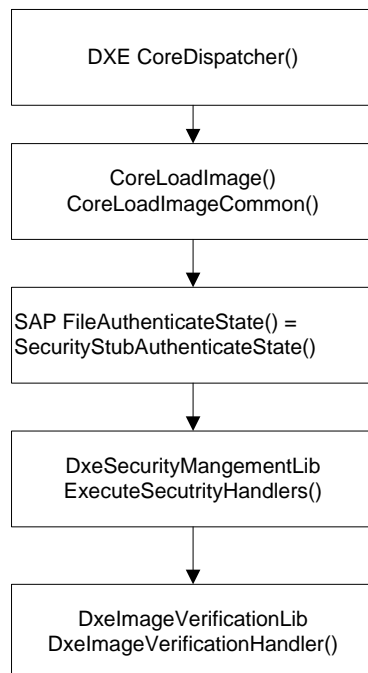 DXE CoreDispatcher()
CoreLoadImage()
CoreLoadImageCommon()
SAP FileAuthenticateState() =
SecurityStubAuthenticateState()
DxeSecurityMangementLib
ExecuteSecutrityHandlers()
DxeImageVerificationLib
DxeImageVerificationHandler()